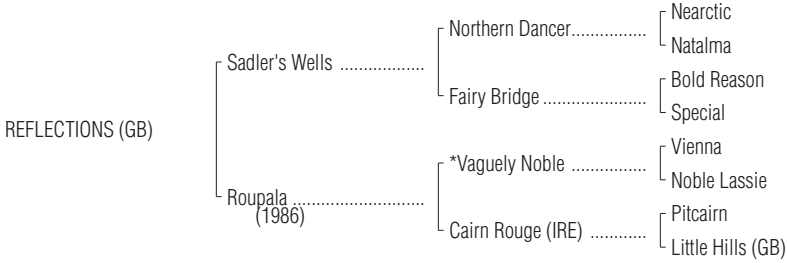 Nearctic
Northern Dancer................
Natalma
Sadler's Wells ..................
Bold Reason
Fairy Bridge ......................
Special
REFLECTIONS (GB)
Vienna
*Vaguely Noble ................
Noble Lassie
Roupala ............................
(1986)
Pitcairn
Cairn Rouge (IRE) ............
Little Hills (GB)